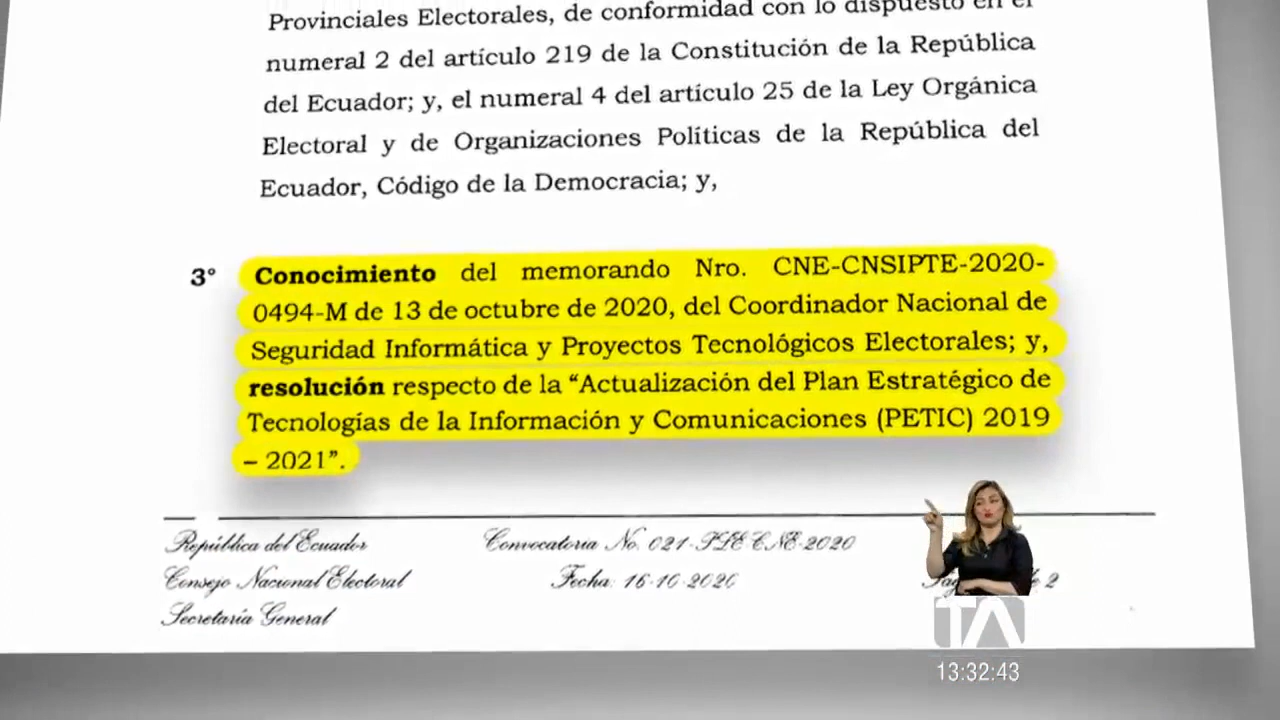 Provinciales Electorales, de conformidad con lo dispuesto en el
numeral 2 del artículo 219 de la Constitución de la República
del Ecuador; y, el numeral 4 del artículo 25 de la Ley Orgánica
Electoral y de Organizaciones Políticas de la República del
Ecuador, Código de la Democracia; y,
3° Conocimiento del memorando Nro. CNE-CNSIPTE-2020-
0494-M de 13 de octubre de 2020, del Coordinador Nacional de
Seguridad Informática y Proyectos Tecnológicos Electorales; y,
resolución respecto de la “Actualización del Plan Estratégico de
Tecnologías de la Información y Comunicaciones (PETIC) 2019
– 2021”.
República del Ecuador Convocatoria No. 021-PLE-CNE-2020
Consejo Nacional Electoral Fecha: 16-10-2020 2
Secretaría General
TA
13:32:43